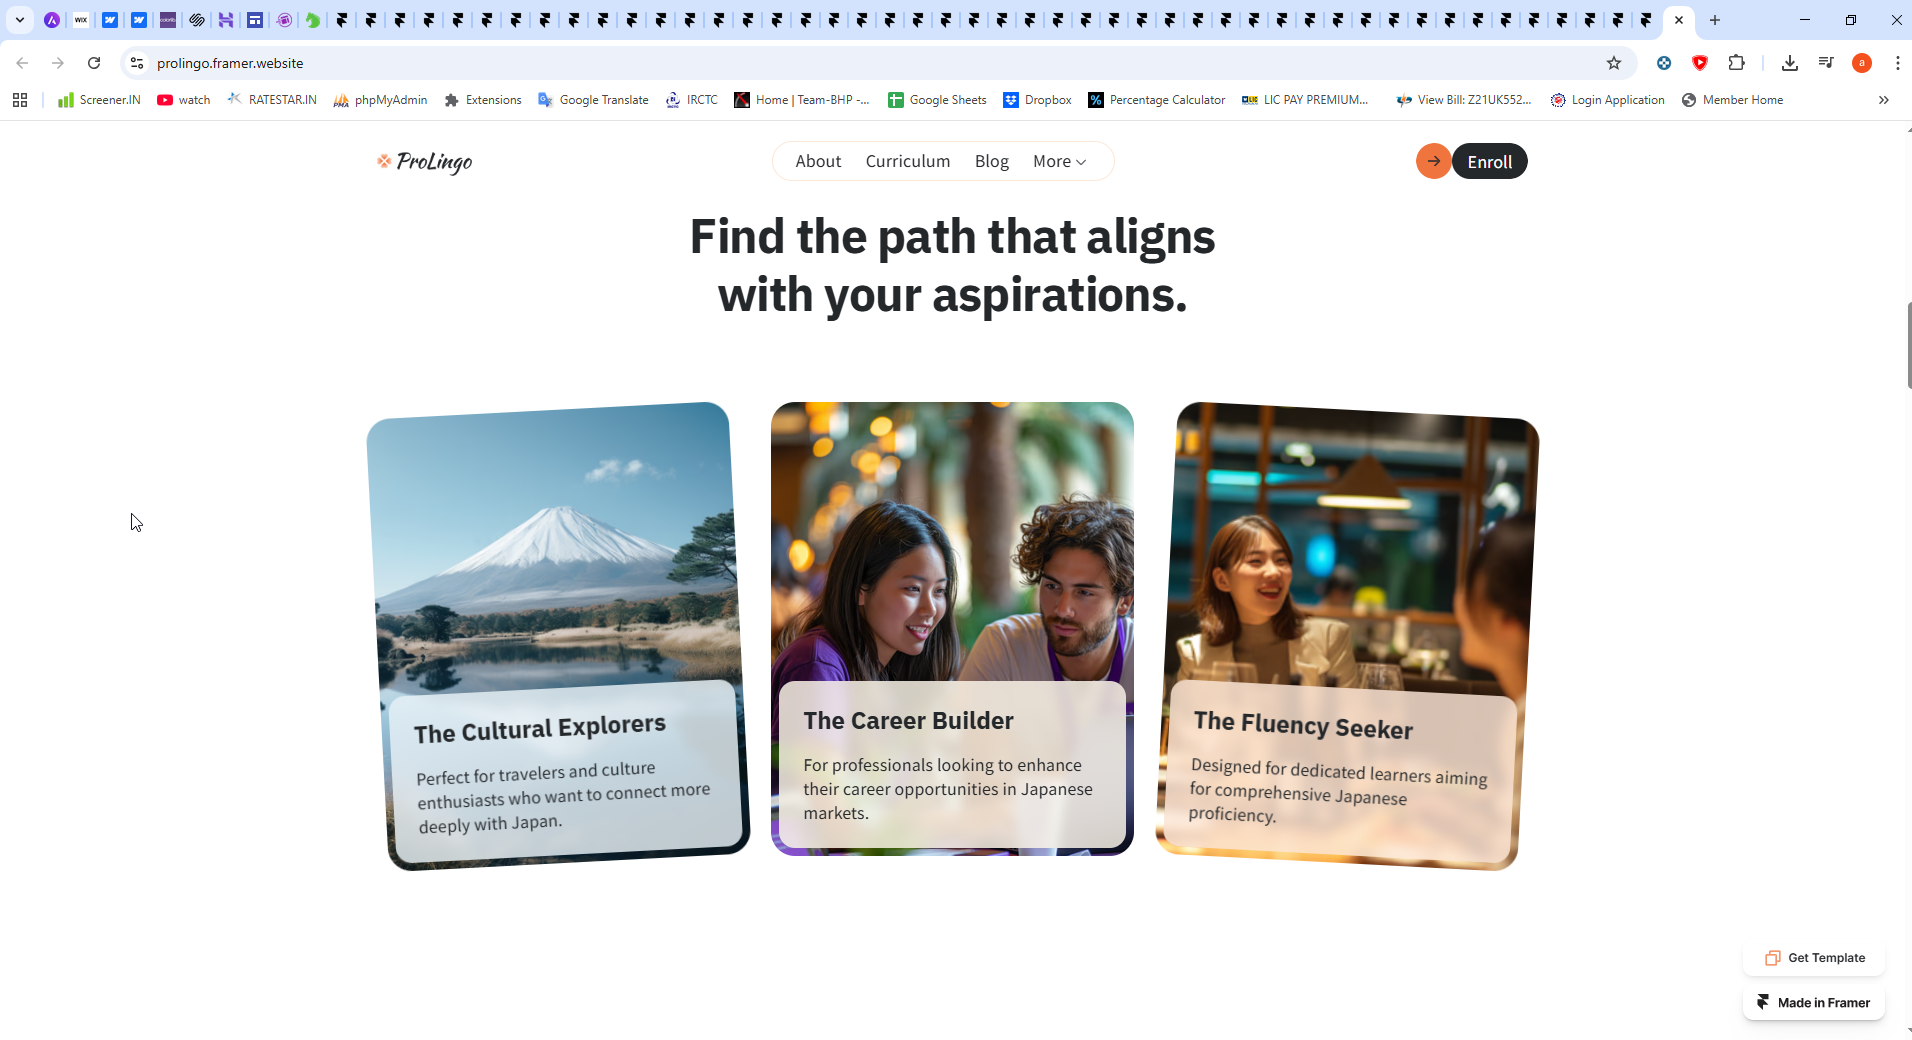 WIX
prolingo.framer.website
a
Screener.IN
watch
RATESTAR.IN
phpMyAdmin
Extensions
Google Translate
IRCTC
Home | Team-BHP -...
Google Sheets
Dropbox
Percentage Calculator
LIC PAY PREMIUM...
View Bill: Z21UK552...
Login Application
Member Home
ProLingo
About
Curriculum
Blog
More
Enroll
Find the path that aligns
with your aspirations.
The Cultural Explorers
Perfect for travelers and culture
enthusiasts who want to connect more
deeply with Japan.
The Career Builder
For professionals looking to enhance
their career opportunities in Japanese
markets.
The Fluency Seeker
Designed for dedicated learners aiming
for comprehensive Japanese
proficiency.
Get Template
Made in Framer